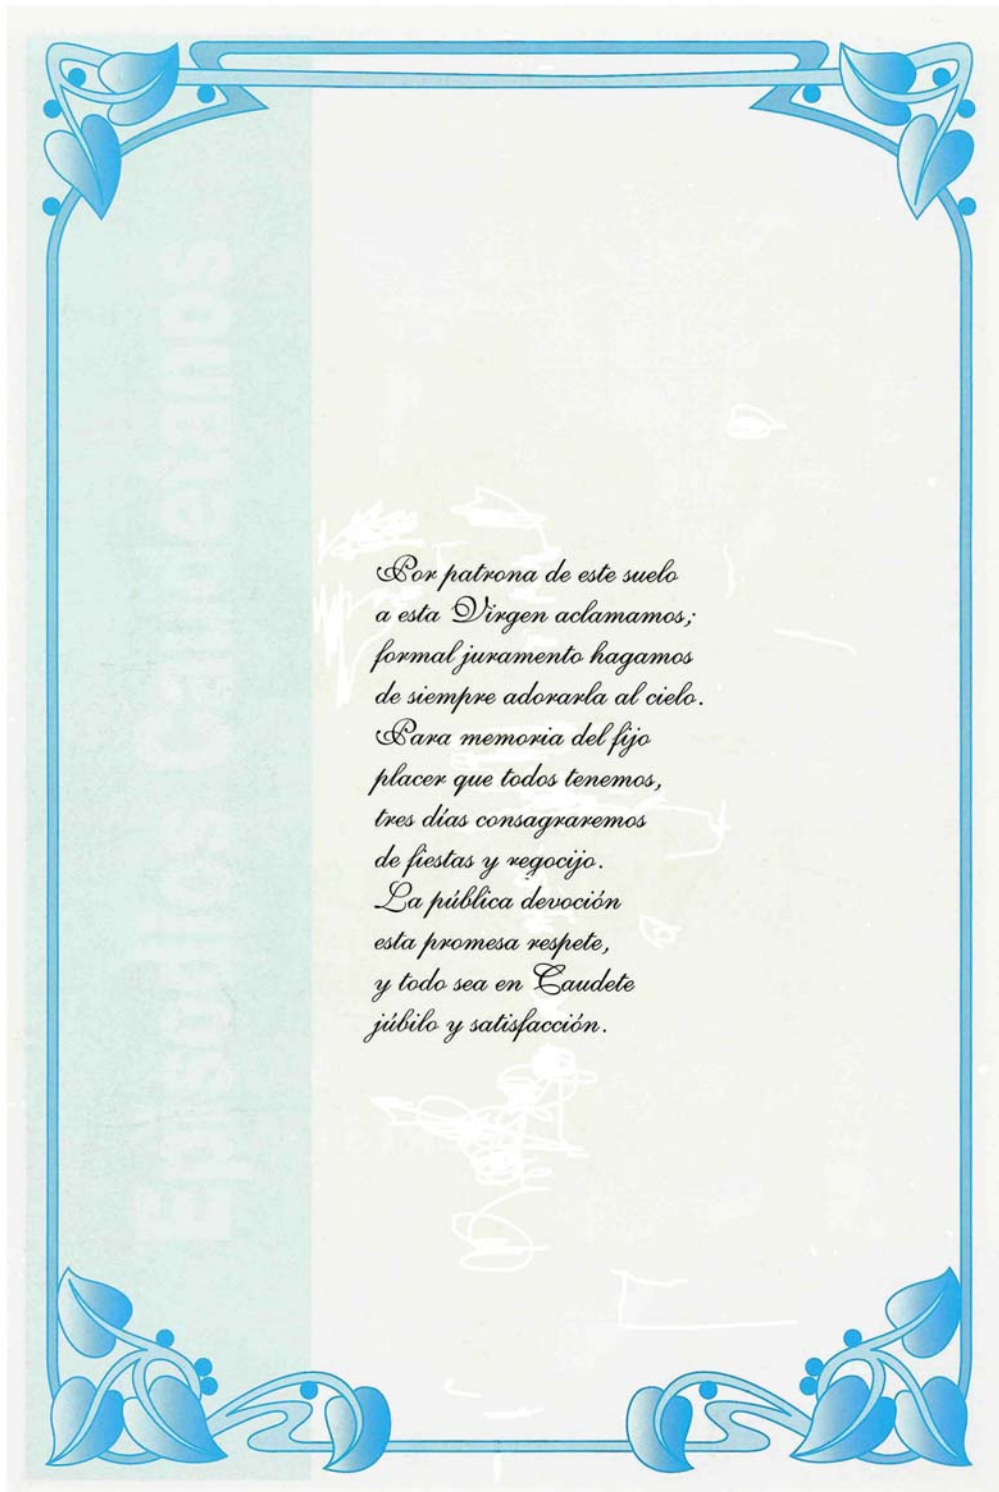 Por patrona de este suelo
a esta Virgen aclamamos;
formal juramento hagamos
de siempre adorarla al cielo.
Para memoria del fijo
placer que todos tenemos,
tres días consagraremos
de fiestas y regocijo.
La pública devoción
esta promesa respete,
y todo sea en Caudete
júbilo y satisfacción.